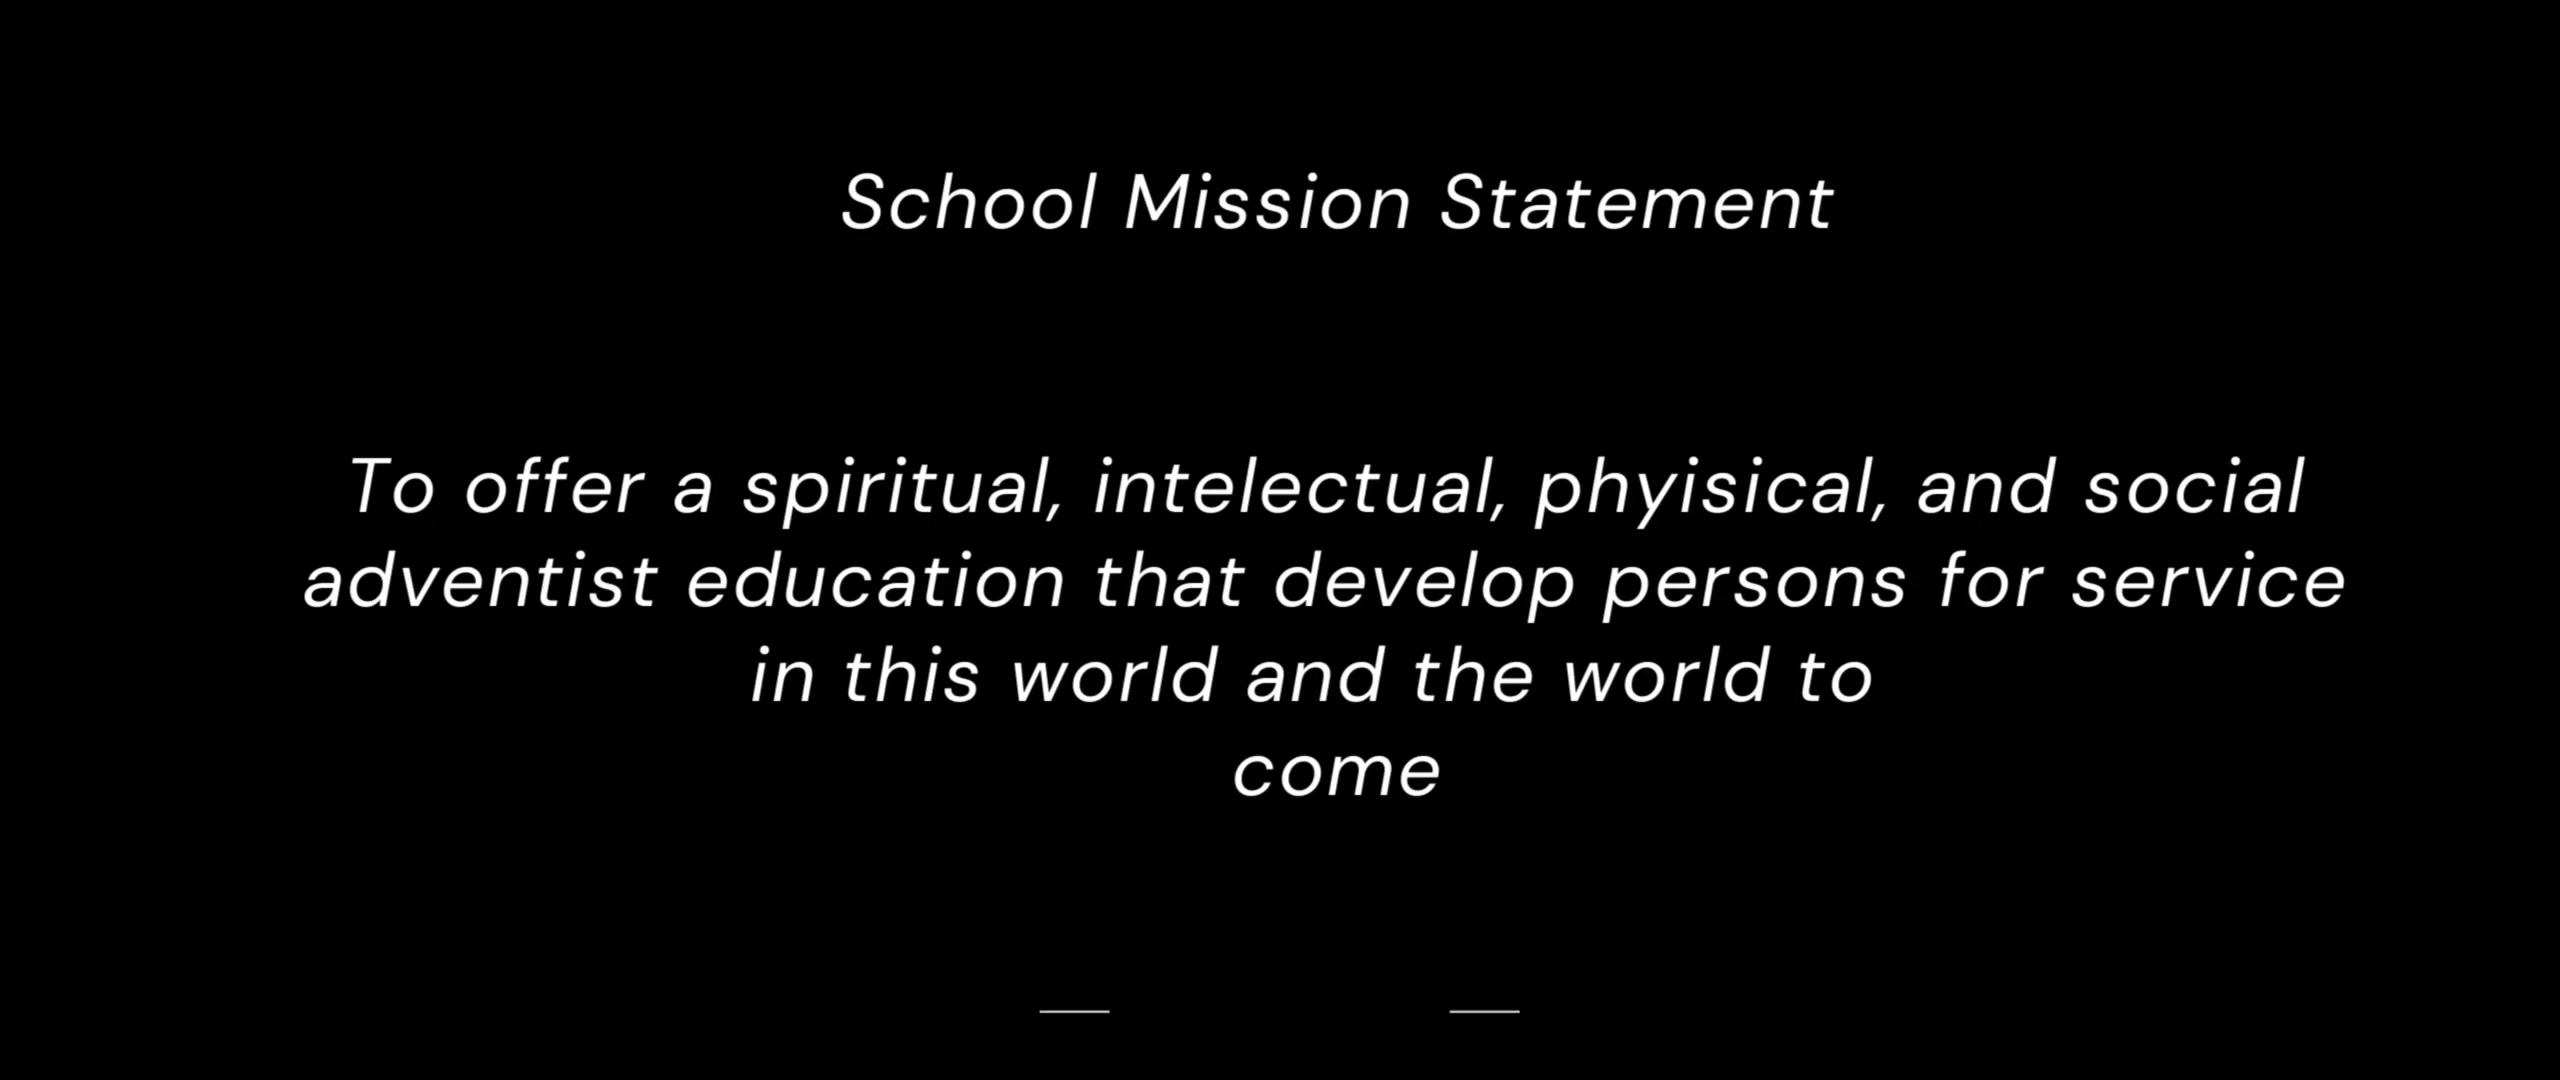 School Mission Statement
To offer a spiritual, intelectual, phyisical, and social
adventist education that develop persons for service
in this world and the world to
come